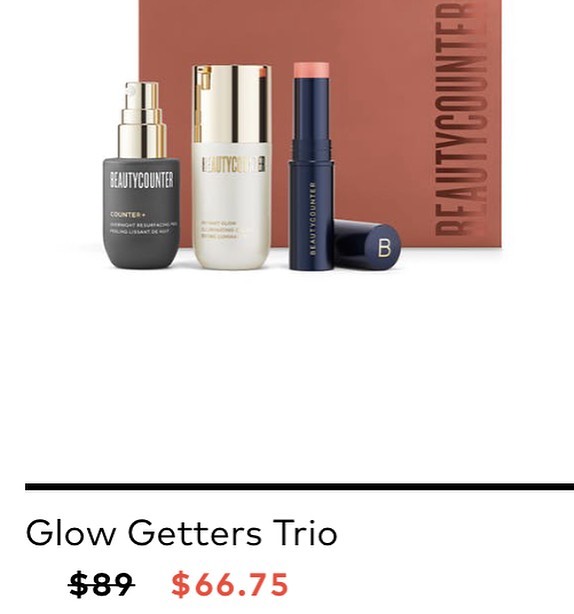 BEAUTYCOUNTER
BEAUTYCOUNTER
COUNTER+
OVERNIGHT RESURFACING PEEL
PEELING LISSANT DE NUIT
BEAUTYCOUNTER
BEAUTYCOUNTER
B
Glow Getters Trio
$89 $66.75